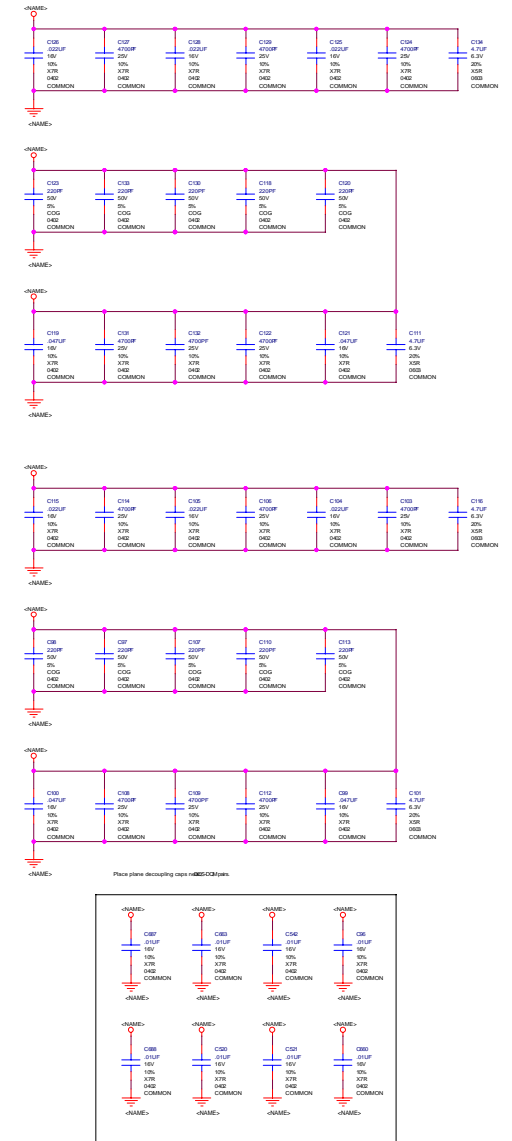 <NAME>
C126 C127 C128 C129 C125 C124 C134
.022UF 4700PF .022UF 4700PF .022UF 4700PF 4.7UF
16V 25V 16V 25V 16V 25V 6.3V
10% 10% 10% 10% 10% 10% 20%
X7R X7R X7R X7R X7R X7R X5R
0402 0402 0402 0402 0402 0402 0603
COMMON COMMON COMMON COMMON COMMON COMMON COMMON
<NAME>
<NAME>
C123 C133 C130 C118 C120
220PF 220PF 220PF 220PF 220PF
50V 50V 50V 50V 50V
5% 5% 5% 5% 5%
COG COG COG COG COG
0402 0402 0402 0402 0402
COMMON COMMON COMMON COMMON COMMON
<NAME>
<NAME>
C119 C131 C132 C122 C121 C111
.047UF 4700PF 4700PF 4700PF .047UF 4.7UF
16V 25V 25V 25V 16V 6.3V
10% 10% 10% 10% 10% 20%
X7R X7R X7R X7R X7R X5R
0402 0402 0402 0402 0402 0603
COMMON COMMON COMMON COMMON COMMON COMMON
<NAME>
<NAME>
C115 C114 C105 C106 C104 C103 C116
.022UF 4700PF .022UF 4700PF .022UF 4700PF 4.7UF
16V 25V 16V 25V 16V 25V 6.3V
10% 10% 10% 10% 10% 10% 20%
X7R X7R X7R X7R X7R X7R X5R
0402 0402 0402 0402 0402 0402 0603
COMMON COMMON COMMON COMMON COMMON COMMON COMMON
<NAME>
<NAME>
C98 C97 C107 C110 C113
220PF 220PF 220PF 220PF 220PF
50V 50V 50V 50V 50V
5% 5% 5% 5% 5%
COG COG COG COG COG
0402 0402 0402 0402 0402
COMMON COMMON COMMON COMMON COMMON
<NAME>
<NAME>
C100 C108 C109 C112 C99 C101
.047UF 4700PF 4700PF 4700PF .047UF 4.7UF
16V 25V 25V 25V 16V 6.3V
10% 10% 10% 10% 10% 20%
X7R X7R X7R X7R X7R X5R
0402 0402 0402 0402 0402 0603
COMMON COMMON COMMON COMMON COMMON COMMON
<NAME>
Place plane decoupling caps pairs.
<NAME> <NAME> <NAME> <NAME>
C687 C683 C542 C96
.01UF .01UF .01UF .01UF
16V 16V 16V 16V
10% 10% 10% 10%
X7R X7R X7R X7R
0402 0402 0402 0402
COMMON COMMON COMMON COMMON
<NAME> <NAME> <NAME> <NAME>
<NAME> <NAME> <NAME> <NAME>
C520 C521
.01UF .01UF .01UF .01UF
16V 16V 16V 16V
10% 10% 10% 10%
X7R X7R X7R X7R
0402 0402 0402 0402
COMMON COMMON COMMON COMMON
<NAME> <NAME> <NAME> <NAME>